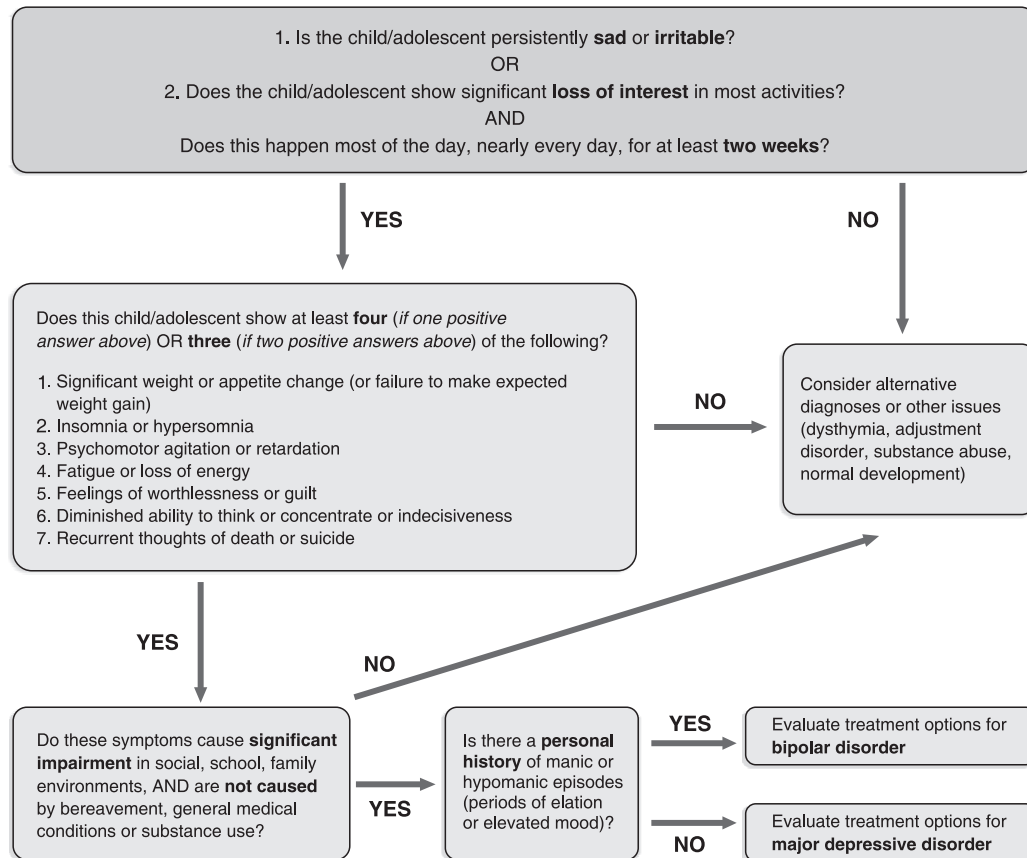 1. Is the child/adolescent persistently sad or irritable?
OR
2. Does the child/adolescent show significant loss of interest in most activities?
AND
Does this happen most of the day, nearly every day, for at least two weeks?
YES
NO
Does this child/adolescent show at least four (if one positive
answer above) OR three (if two positive answers above) of the following?
1. Significant weight or appetite change (or failure to make expected
weight gain)
2. Insomnia or hypersomnia
3. Psychomotor agitation or retardation
4. Fatigue or loss of energy
5. Feelings of worthlessness or guilt
6. Diminished ability to think or concentrate or indecisiveness
7. Recurrent thoughts of death or suicide
NO
Consider alternative
diagnoses or other issues
(dysthymia, adjustment
disorder, substance abuse,
normal development)
YES
NO
Do these symptoms cause significant
impairment in social, school, family
environments, AND are not caused
by bereavement, general medical
conditions or substance use?
YES
Is there a personal
history of manic or
hypomanic episodes
(periods of elation
or elevated mood)?
YES
Evaluate treatment options for
bipolar disorder
NO
Evaluate treatment options for
major depressive disorder